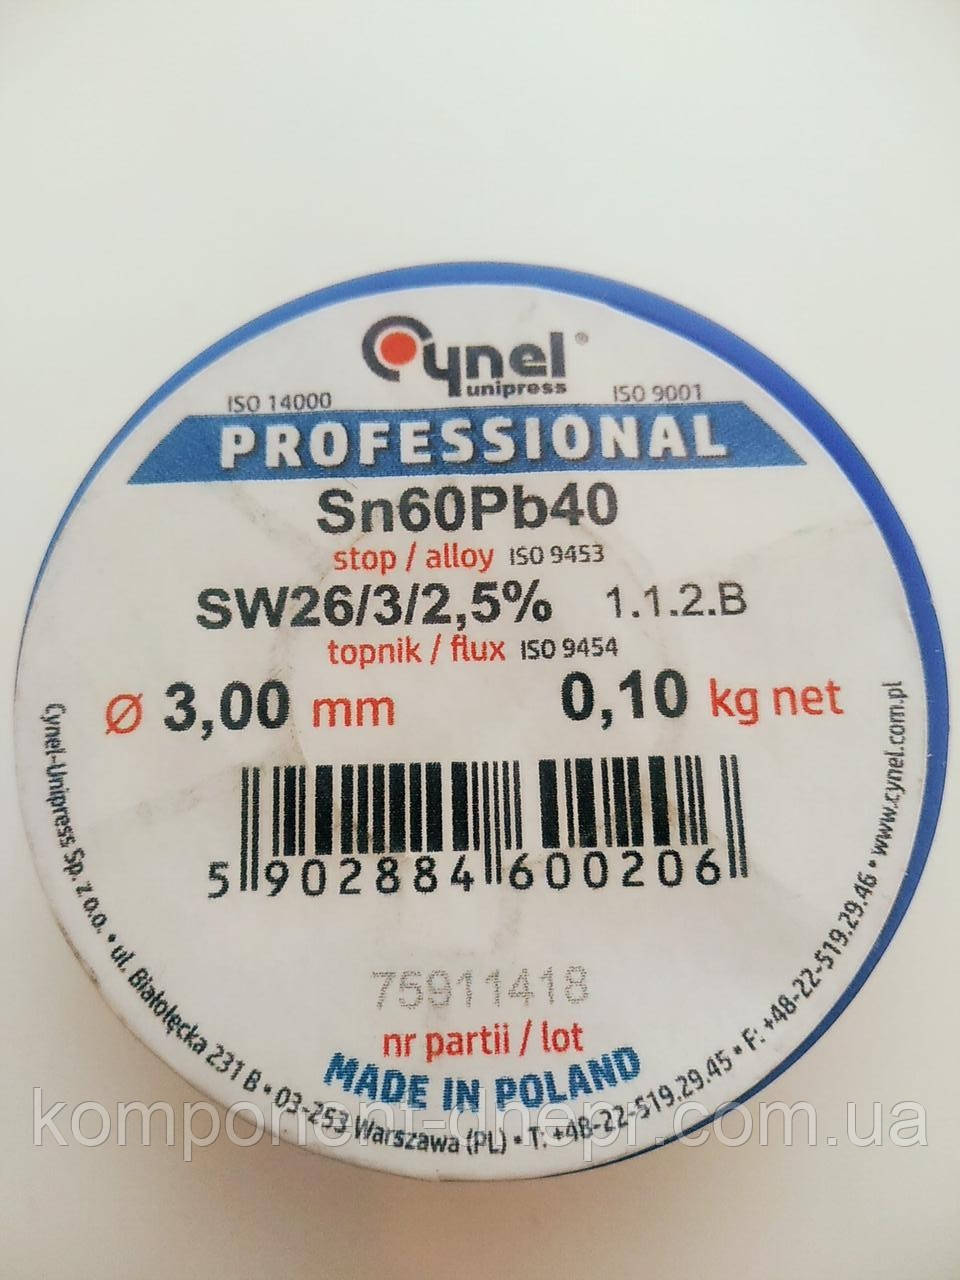 Cynel®
unipress
ISO 14000
ISO 9001
PROFESSIONAL
Sn60Pb40
stop / alloy ISO 9453
SW26/3/2,5% 1.1.2.B
topnik / flux ISO 9454
Ø 3,00 mm 0,10 kg net
5 902884 600206
75911418
nr partii / lot
MADE IN POLAND
Cynel-Unipress Sp. z o.o. • ul. Białołęcka 231 B • 03-253 Warszawa (PL) • T: +48-22-519.29.45 • F: +48-22-519.29.46 • www.cynel.com.pl
komponent-dnepr.com.ua